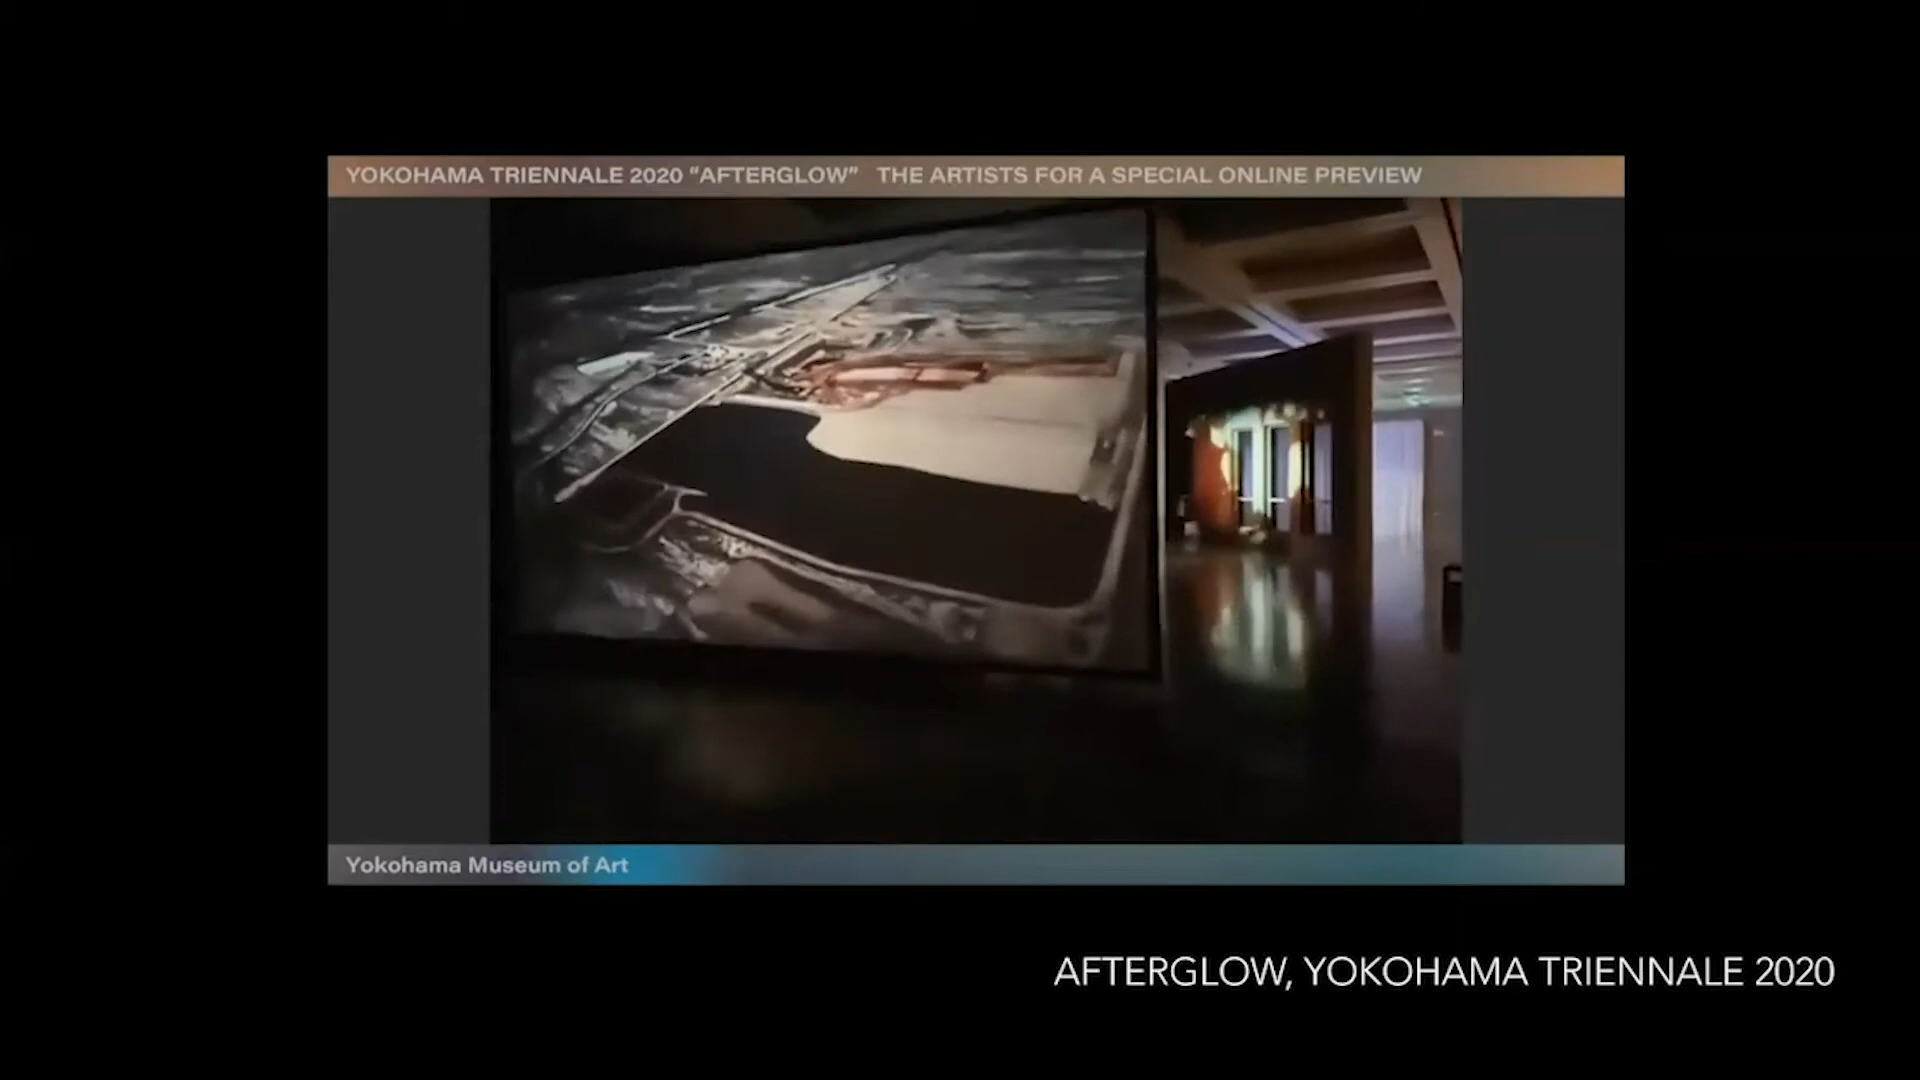 YOKOHAMA TRIENNALE 2020 “AFTERGLOW” THE ARTISTS FOR A SPECIAL ONLINE PREVIEW
Yokohama Museum of Art
AFTERGLOW, YOKOHAMA TRIENNALE 2020